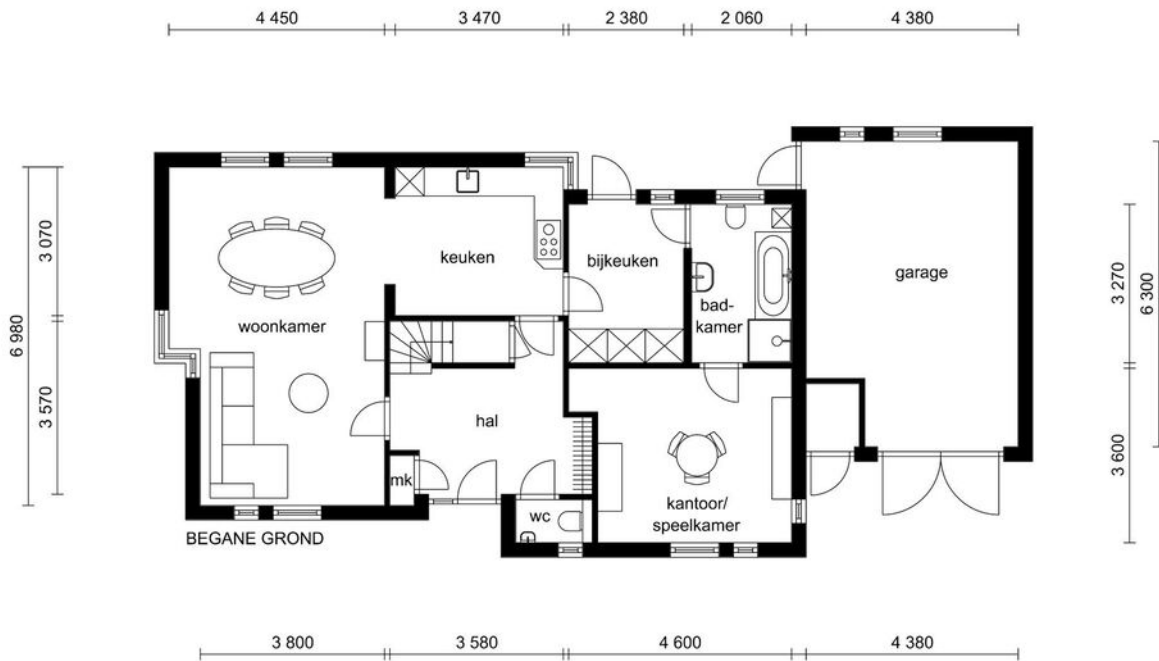 4 450
3 470
2 380
2 060
4 380
3 070
6 980
3 570
keuken
bijkeuken
bad-
kamer
garage
woonkamer
hal
mk
wc
kantoor/
speelkamer
3 270
6 300
3 600
BEGANE GROND
3 800
3 580
4 600
4 380